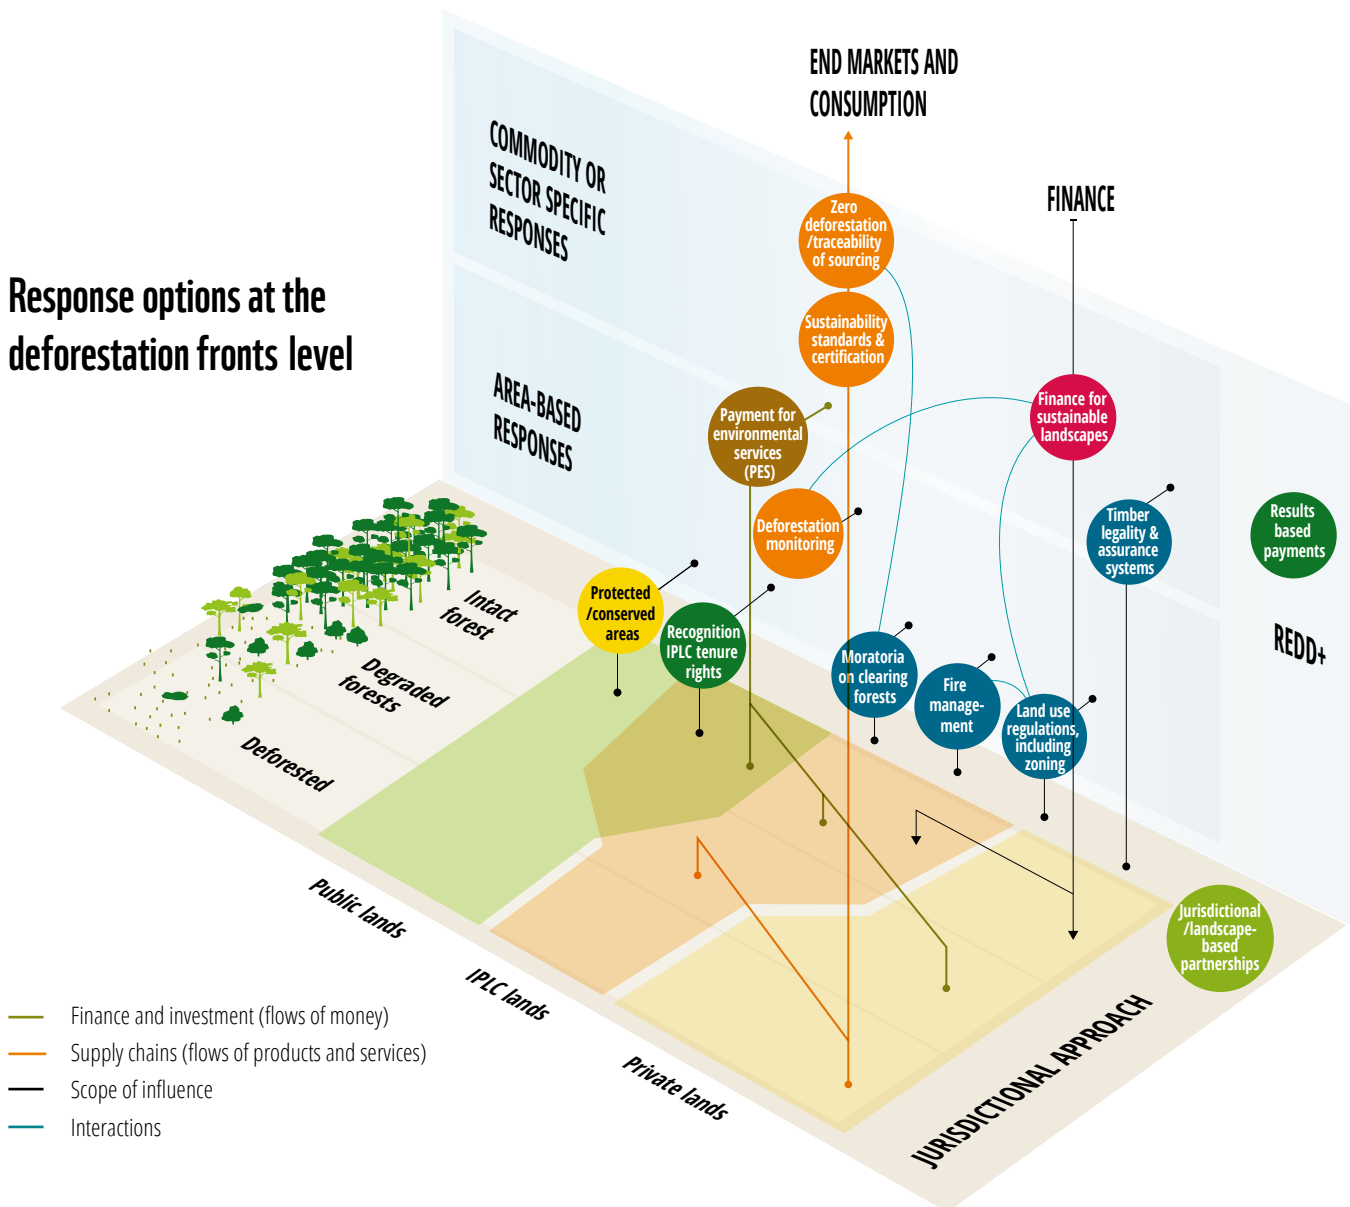 END MARKETS AND
CONSUMPTION
COMMODITY OR
SECTOR SPECIFIC
RESPONSES
FINANCE
Zero
deforestation
/traceability
of sourcing
Response options at the
deforestation fronts level
Sustainability
standards &
certification
AREA-BASED
RESPONSES
Payment for
environmental
services
(PES)
Finance for
sustainable
landscapes
Deforestation
monitoring
Timber
legality &
assurance
systems
Results
based
payments
Intact
forest
Protected
/conserved
areas
Recognition
IPLC tenure
rights
REDD+
Degraded
forests
Moratoria
on clearing
forests
Fire
manage-
ment
Land use
regulations,
including
zoning
Deforested
Public lands
IPLC lands
Private lands
Jurisdictional
/landscape-
based
partnerships
JURISDICTIONAL APPROACH
Finance and investment (flows of money)
Supply chains (flows of products and services)
Scope of influence
Interactions